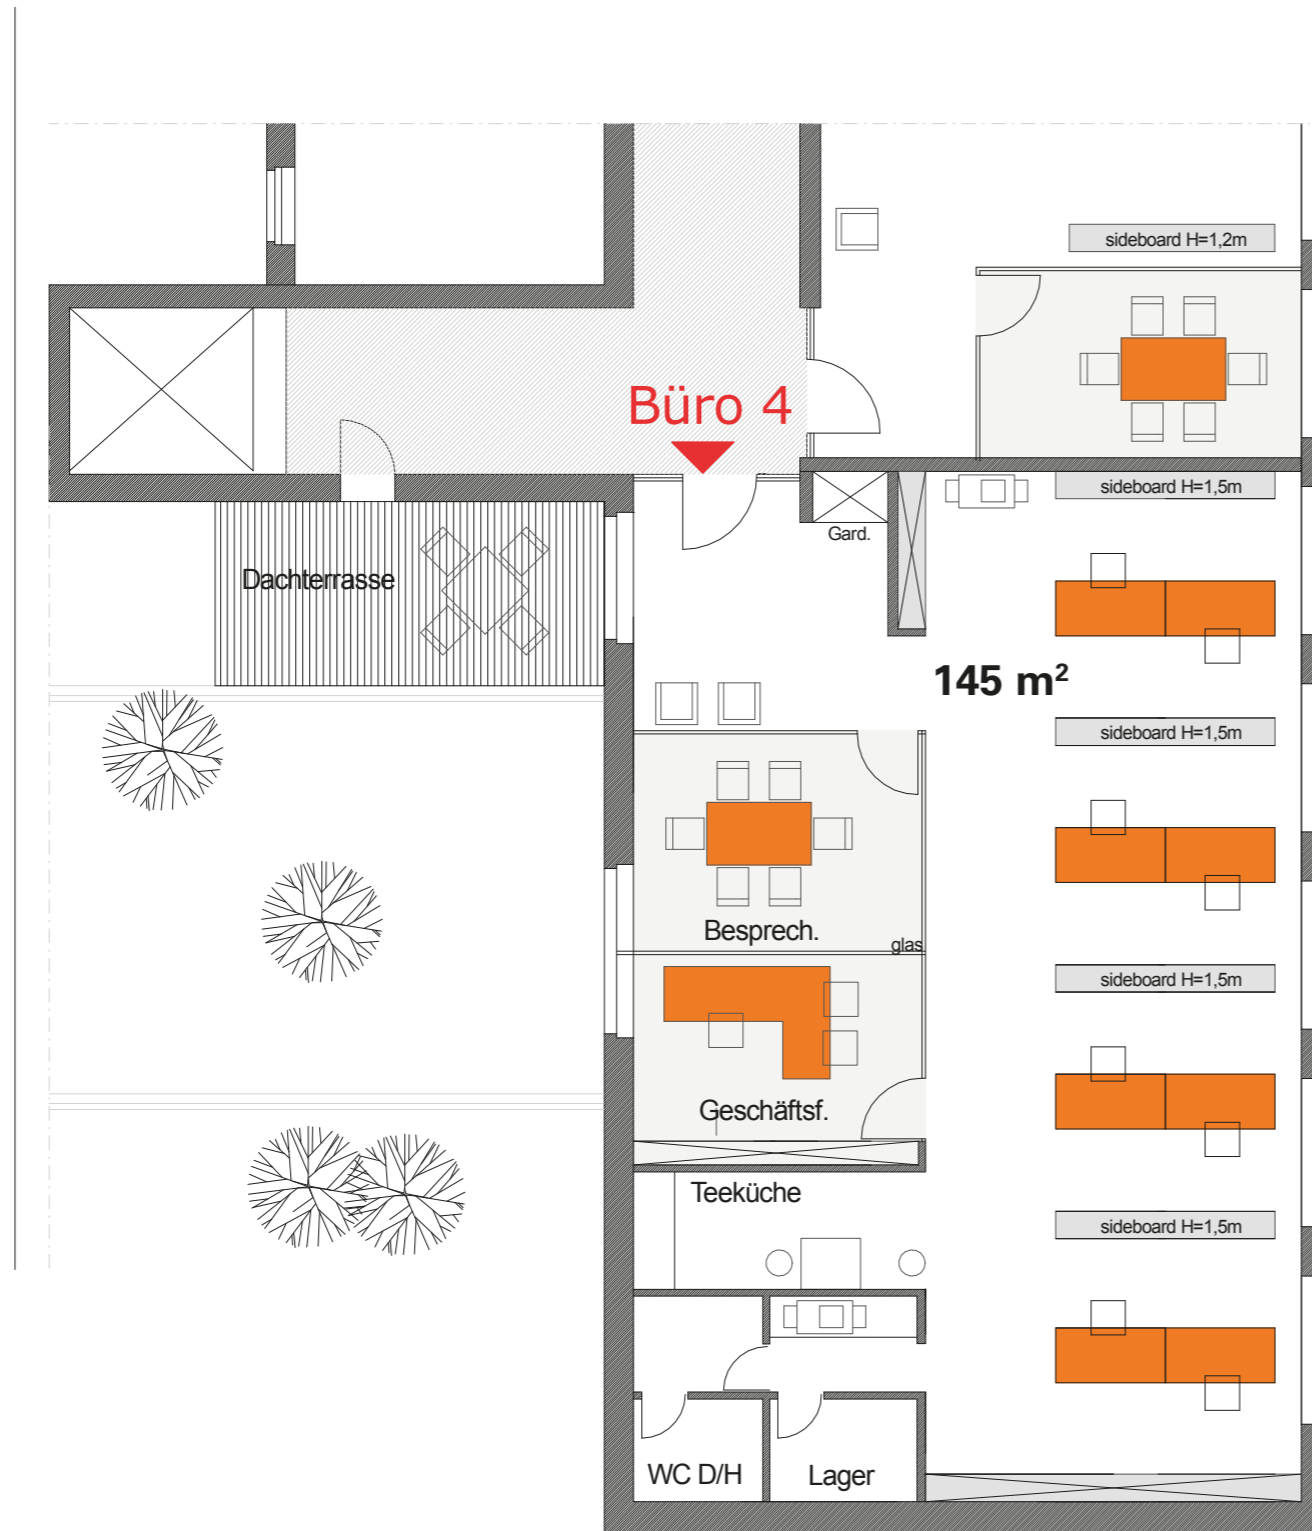 sideboard H=1,2m
Büro 4
sideboard H=1,5m
Gard.
Dachterrasse
145 m²
sideboard H=1,5m
Besprech.
glas
sideboard H=1,5m
Geschäftsf.
Teeküche
sideboard H=1,5m
WC D/H
Lager